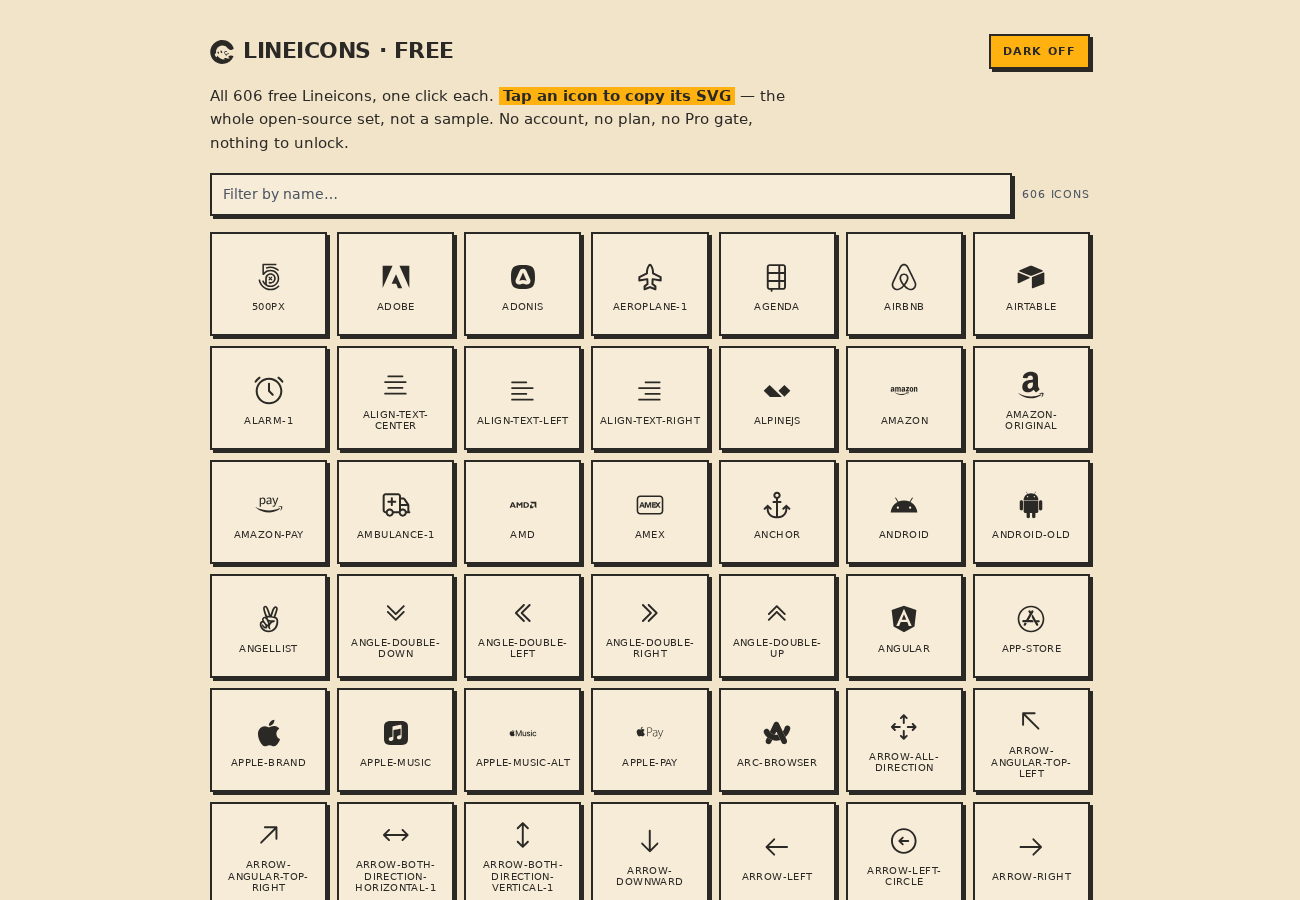 LINEICONS · FREE
DARK OFF
All 606 free Lineicons, one click each. Tap an icon to copy its SVG — the
whole open-source set, not a sample. No account, no plan, no Pro gate,
nothing to unlock.
Filter by name...
606 ICONS
500PX
ADOBE
ADONIS
AEROPLANE-1
AGENDA
AIRBNB
AIRTABLE
ALARM-1
ALIGN-TEXT-
CENTER
ALIGN-TEXT-LEFT
ALIGN-TEXT-RIGHT
ALPINEJS
amazon
AMAZON
AMAZON-
ORIGINAL
pay
AMAZON-PAY
AMBULANCE-1
AMD
AMD
AMEX
AMEX
ANCHOR
ANDROID
ANDROID-OLD
ANGELLIST
ANGLE-DOUBLE-
DOWN
ANGLE-DOUBLE-
LEFT
ANGLE-DOUBLE-
RIGHT
ANGLE-DOUBLE-
UP
ANGULAR
APP-STORE
APPLE-BRAND
APPLE-MUSIC
Music
APPLE-MUSIC-ALT
Pay
APPLE-PAY
ARC-BROWSER
ARROW-ALL-
DIRECTION
ARROW-
ANGULAR-TOP-
LEFT
ARROW-
ANGULAR-TOP-
RIGHT
ARROW-BOTH-
DIRECTION-
HORIZONTAL-1
ARROW-BOTH-
DIRECTION-
VERTICAL-1
ARROW-
DOWNWARD
ARROW-LEFT
ARROW-LEFT-
CIRCLE
ARROW-RIGHT